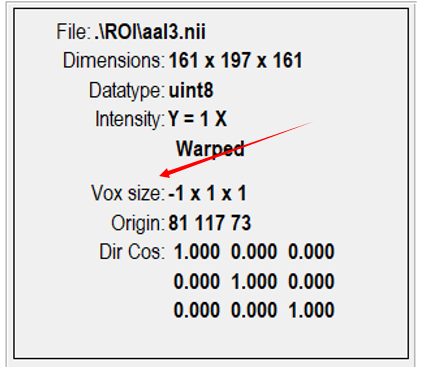 File: .\ROI\aal3.nii
Dimensions: 161 x 197 x 161
Datatype: uint8
Intensity: Y = 1 X
Warped
Vox size: -1 x 1 x 1
Origin: 81 117 73
Dir Cos: 1.000 0.000 0.000
0.000 1.000 0.000
0.000 0.000 1.000